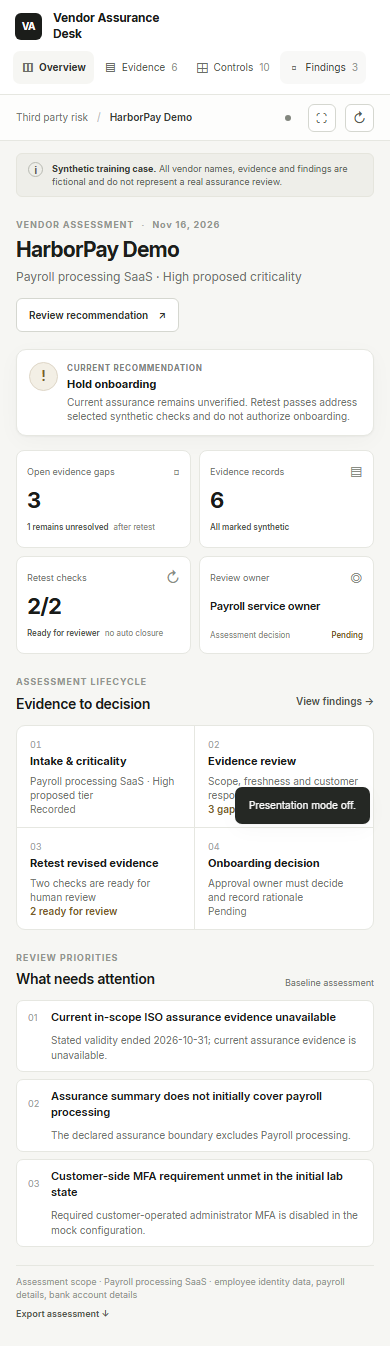 VA
Vendor Assurance
Desk
Overview
Evidence 6
Controls 10
Findings 3
Third party risk / HarborPay Demo
Synthetic training case. All vendor names, evidence and findings are
fictional and do not represent a real assurance review.
VENDOR ASSESSMENT · Nov 16, 2026
HarborPay Demo
Payroll processing SaaS · High proposed criticality
Review recommendation ↗
!
CURRENT RECOMMENDATION
Hold onboarding
Current assurance remains unverified. Retest passes address
selected synthetic checks and do not authorize onboarding.
Open evidence gaps
3
1 remains unresolved after retest
Evidence records
6
All marked synthetic
Retest checks
2/2
Ready for reviewer no auto closure
Review owner
Payroll service owner
Assessment decision Pending
ASSESSMENT LIFECYCLE
Evidence to decision
View findings →
01
Intake & criticality
Payroll processing SaaS · High
proposed tier
Recorded
02
Evidence review
Scope, freshness and customer
3
Presentation mode off.
03
Retest revised evidence
Two checks are ready for
human review
2 ready for review
04
Onboarding decision
Approval owner must decide
and record rationale
Pending
REVIEW PRIORITIES
What needs attention
Baseline assessment
01
Current in-scope ISO assurance evidence unavailable
Stated validity ended 2026-10-31; current assurance evidence is
unavailable.
02
Assurance summary does not initially cover payroll
processing
The declared assurance boundary excludes Payroll processing.
03
Customer-side MFA requirement unmet in the initial lab
state
Required customer-operated administrator MFA is disabled in the
mock configuration.
Assessment scope · Payroll processing SaaS · employee identity data, payroll
details, bank account details
Export assessment ↓